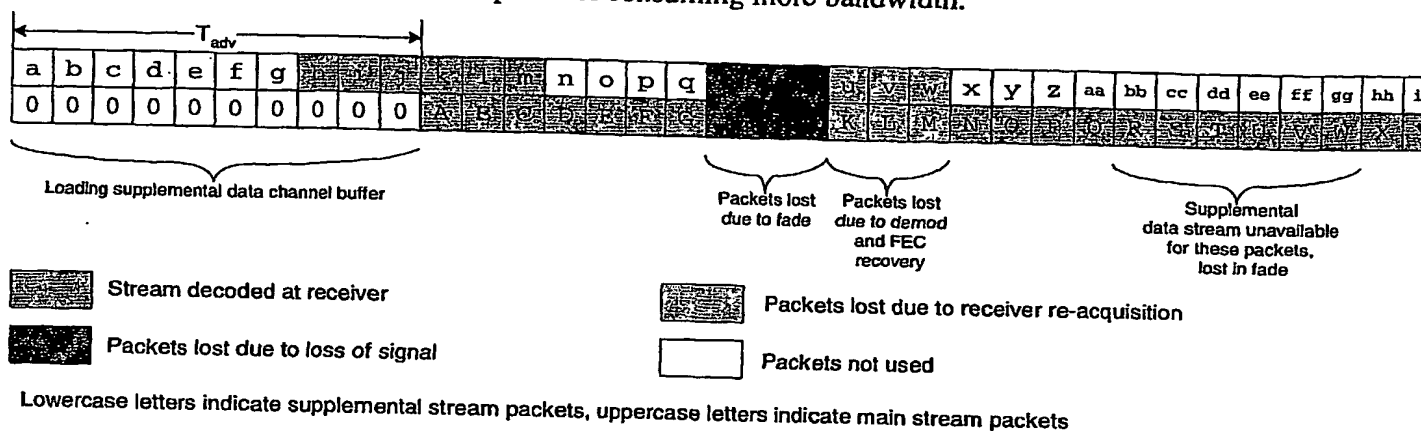 consuming more bandwidth.
T adv
a b c d e f g h i j k l m n o p q u v w x y z aa bb cc dd ee ff gg hh
0 0 0 0 0 0 0 0 0 0 A B C D E F G K L M N O P Q R S T U V W X
Loading supplemental data channel buffer
Packets lost
due to fade
Packets lost
due to demod
and FEC
recovery
Supplemental
data stream unavailable
for these packets,
lost in fade
Stream decoded at receiver
Packets lost due to receiver re-acquisition
Packets lost due to loss of signal
Packets not used
Lowercase letters indicate supplemental stream packets, uppercase letters indicate main stream packets